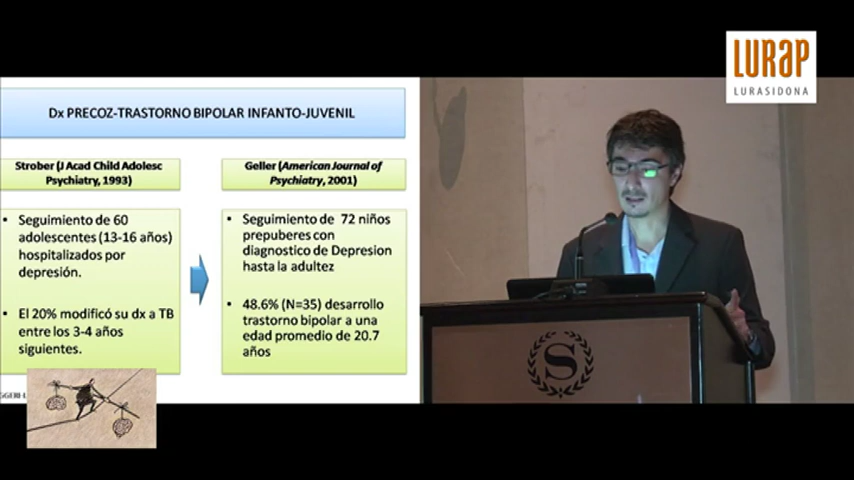 LURAP
LURASIDONA
Dx PRECOZ-TRASTORNO BIPOLAR INFANTO-JUVENIL
Strober (J Acad Child Adolesc
Psychiatry, 1993)
• Seguimiento de 60
adolescentes (13-16 años)
hospitalizados por
depresión.
• El 20% modificó su dx a TB
entre los 3-4 años
siguientes.
Geller (American Journal of
Psychiatry, 2001)
• Seguimiento de 72 niños
prepuberes con
diagnostico de Depresion
hasta la adultez
• 48.6% (N=35) desarrollo
trastorno bipolar a una
edad promedio de 20.7
años
S